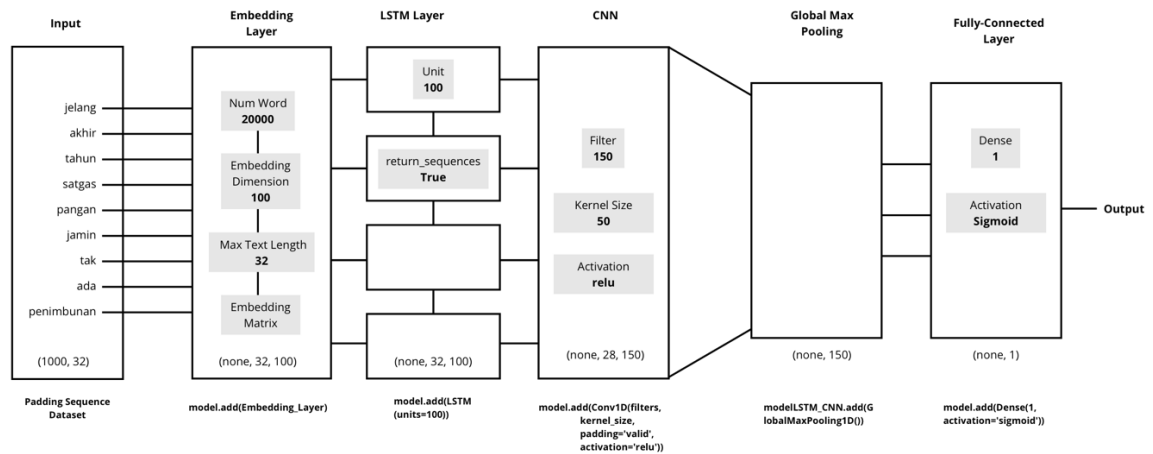 Input
jelang
akhir
tahun
satgas
pangan
jamin
tak
ada
penimbunan
(1000, 32)
Padding Sequence
Dataset
Embedding
Layer
Num Word
20000
Embedding
Dimension
100
Max Text Length
32
Embedding
Matrix
(none, 32, 100)
model.add(Embedding_Layer)
LSTM Layer
Unit
100
return_sequences
True
(none, 32, 100)
model.add(LSTM
(units=100))
CNN
Filter
150
Kernel Size
50
Activation
relu
(none, 28, 150)
model.add(Conv1D(filters,
kernel_size,
padding='valid',
activation='relu'))
Global Max
Pooling
(none, 150)
modelLSTM_CNN.add(G
lobalMaxPooling1D())
Fully-Connected
Layer
Dense
1
Activation
Sigmoid
(none, 1)
model.add(Dense(1,
activation='sigmoid'))
Output